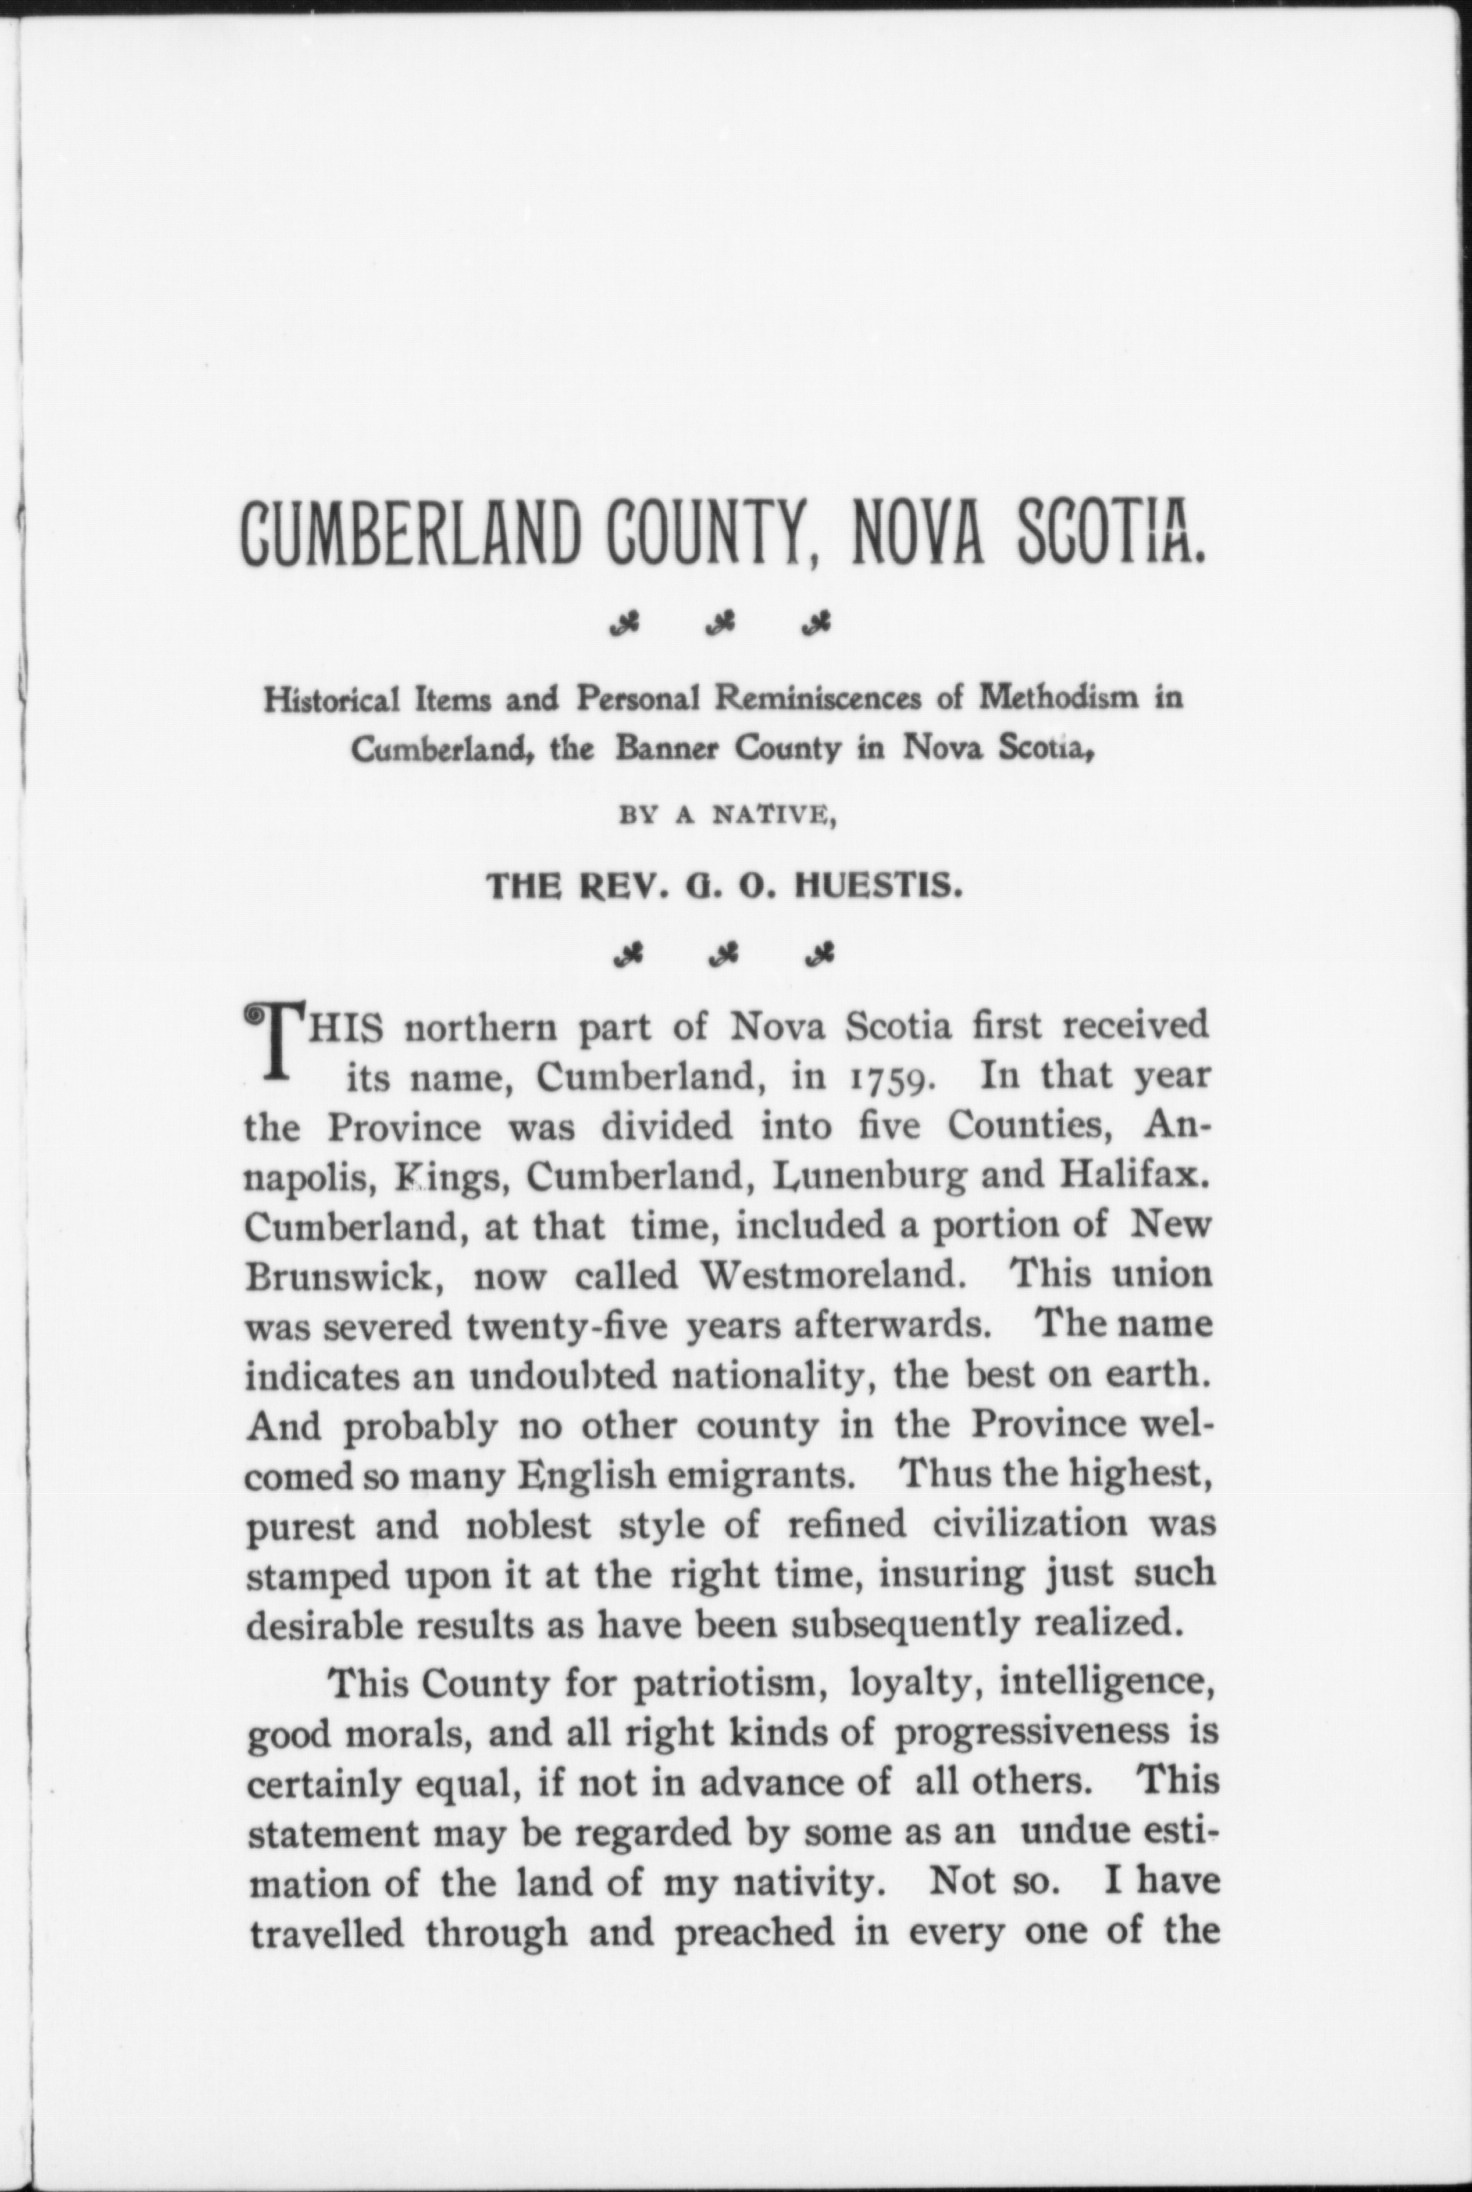 CUMBERLAND COUNTY, NOVA SCOTIA.
Historical Items and Personal Reminiscences of Methodism in
Cumberland, the Banner County in Nova Scotia,
BY A NATIVE,
THE REV. G. O. HUESTIS.
THIS northern part of Nova Scotia first received
its name, Cumberland, in 1759. In that year
the Province was divided into five Counties, An-
napolis, Kings, Cumberland, Lunenburg and Halifax.
Cumberland, at that time, included a portion of New
Brunswick, now called Westmoreland. This union
was severed twenty-five years afterwards. The name
indicates an undoubted nationality, the best on earth.
And probably no other county in the Province wel-
comed so many English emigrants. Thus the highest,
purest and noblest style of refined civilization was
stamped upon it at the right time, insuring just such
desirable results as have been subsequently realized.
This County for patriotism, loyalty, intelligence,
good morals, and all right kinds of progressiveness is
certainly equal, if not in advance of all others. This
statement may be regarded by some as an undue esti-
mation of the land of my nativity. Not so. I have
travelled through and preached in every one of the